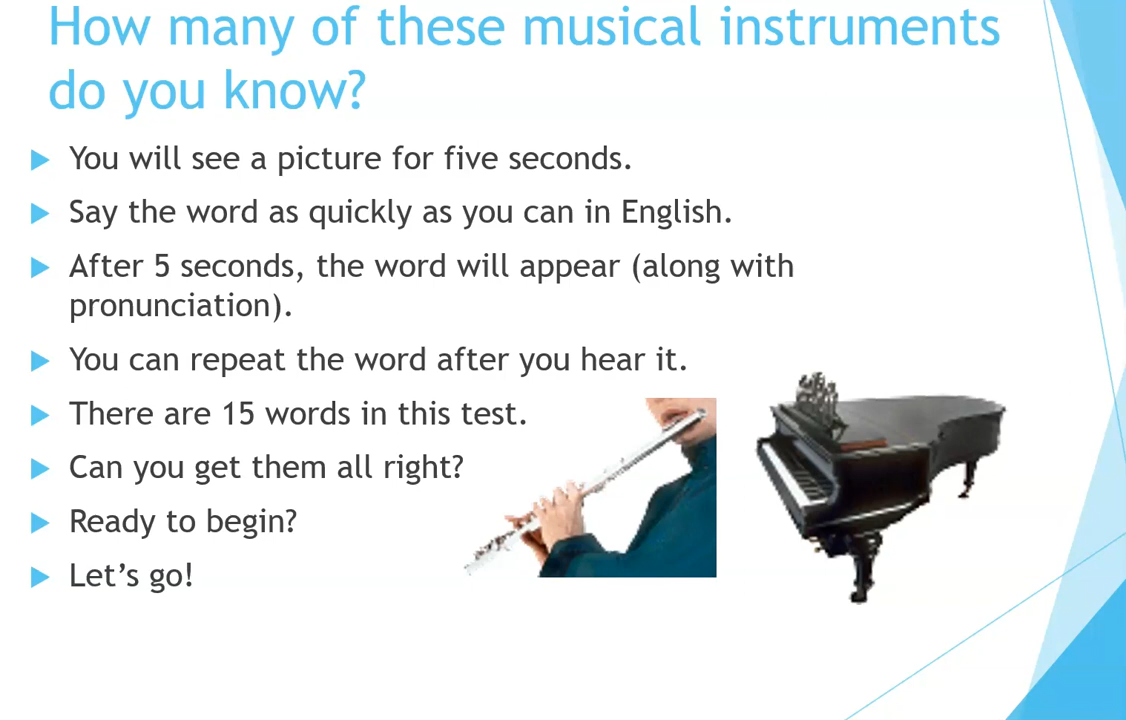 How many of these musical instruments
do you know?
You will see a picture for five seconds.
Say the word as quickly as you can in English.
After 5 seconds, the word will appear (along with
pronunciation).
You can repeat the word after you hear it.
There are 15 words in this test.
Can you get them all right?
Ready to begin?
Let’s go!